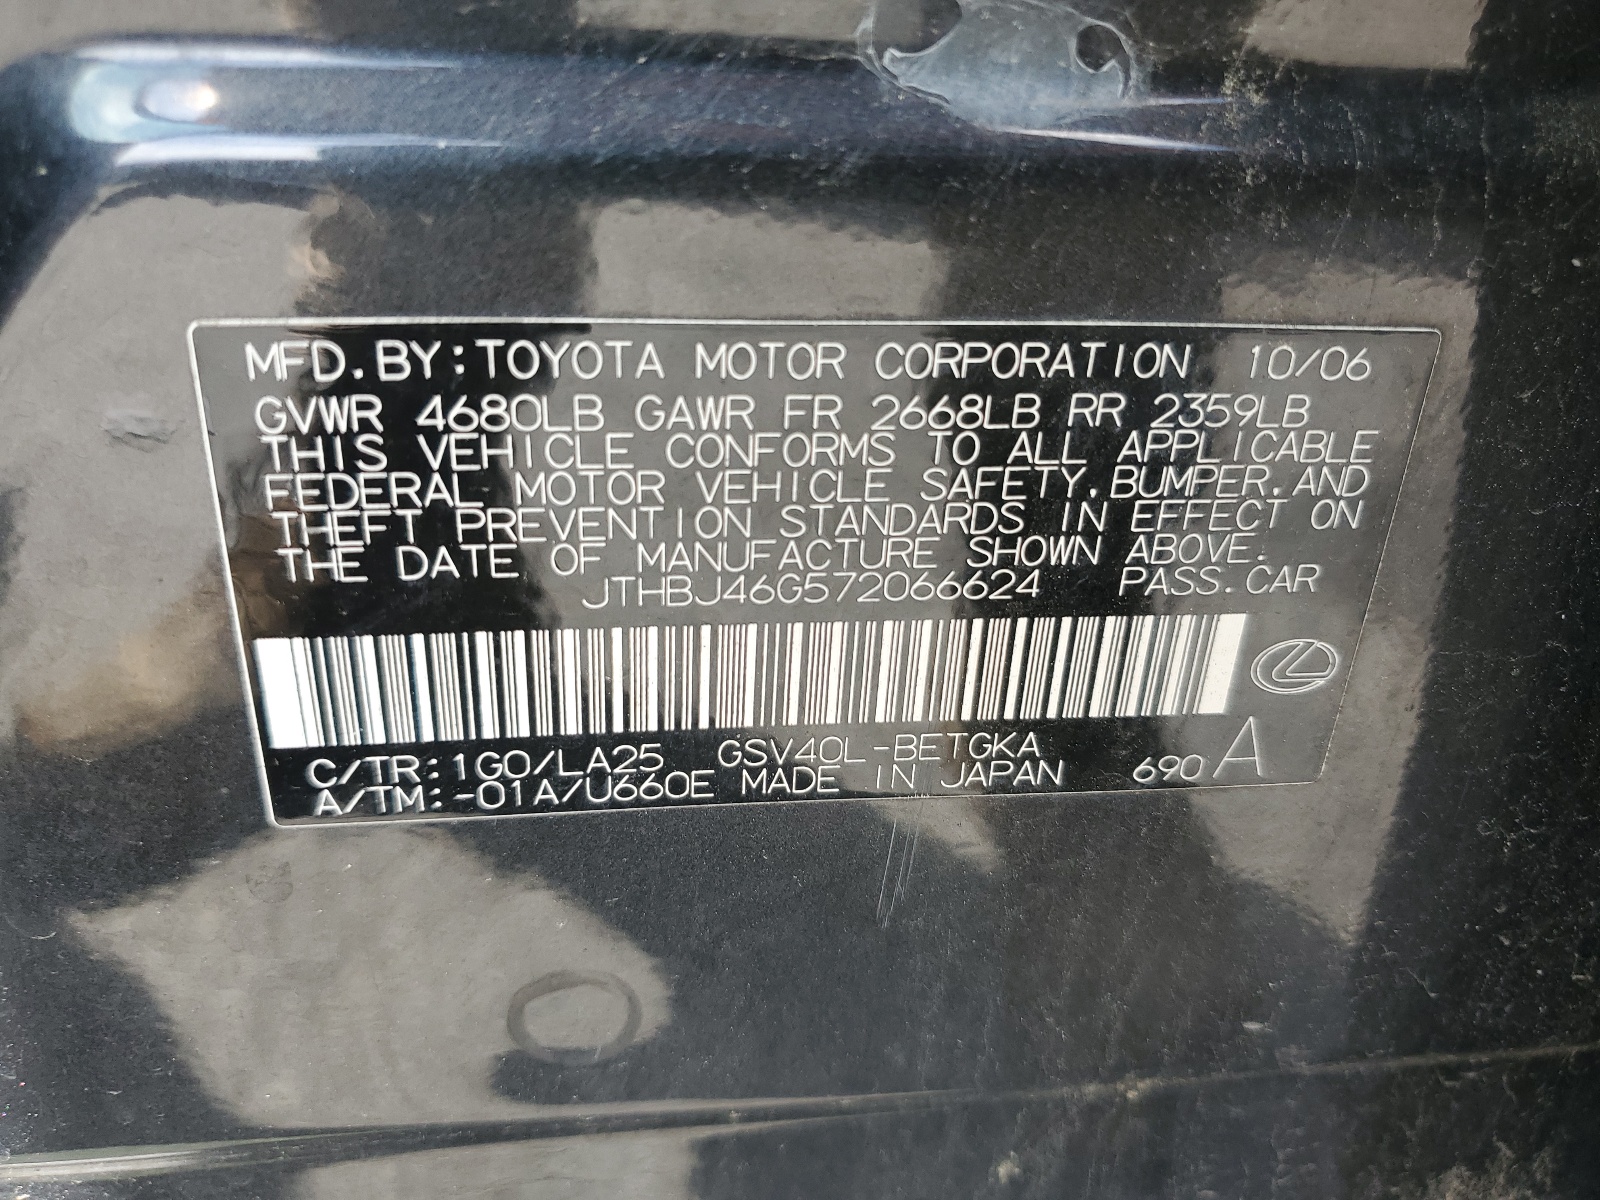 MFD. BY: TOYOTA MOTOR CORPORATION 10/06
GVWR 4680LB GAWR FR 2668LB RR 2359LB
THIS VEHICLE CONFORMS TO ALL APPLICABLE
FEDERAL MOTOR VEHICLE SAFETY, BUMPER, AND
THEFT PREVENTION STANDARDS IN EFFECT ON
THE DATE OF MANUFACTURE SHOWN ABOVE.
JTHBJ46G572066624 PASS. CAR
C/TR: 1G0/LA25 GSV40L-BETGKA
A/TM: -01A/U660E MADE IN JAPAN 690 A